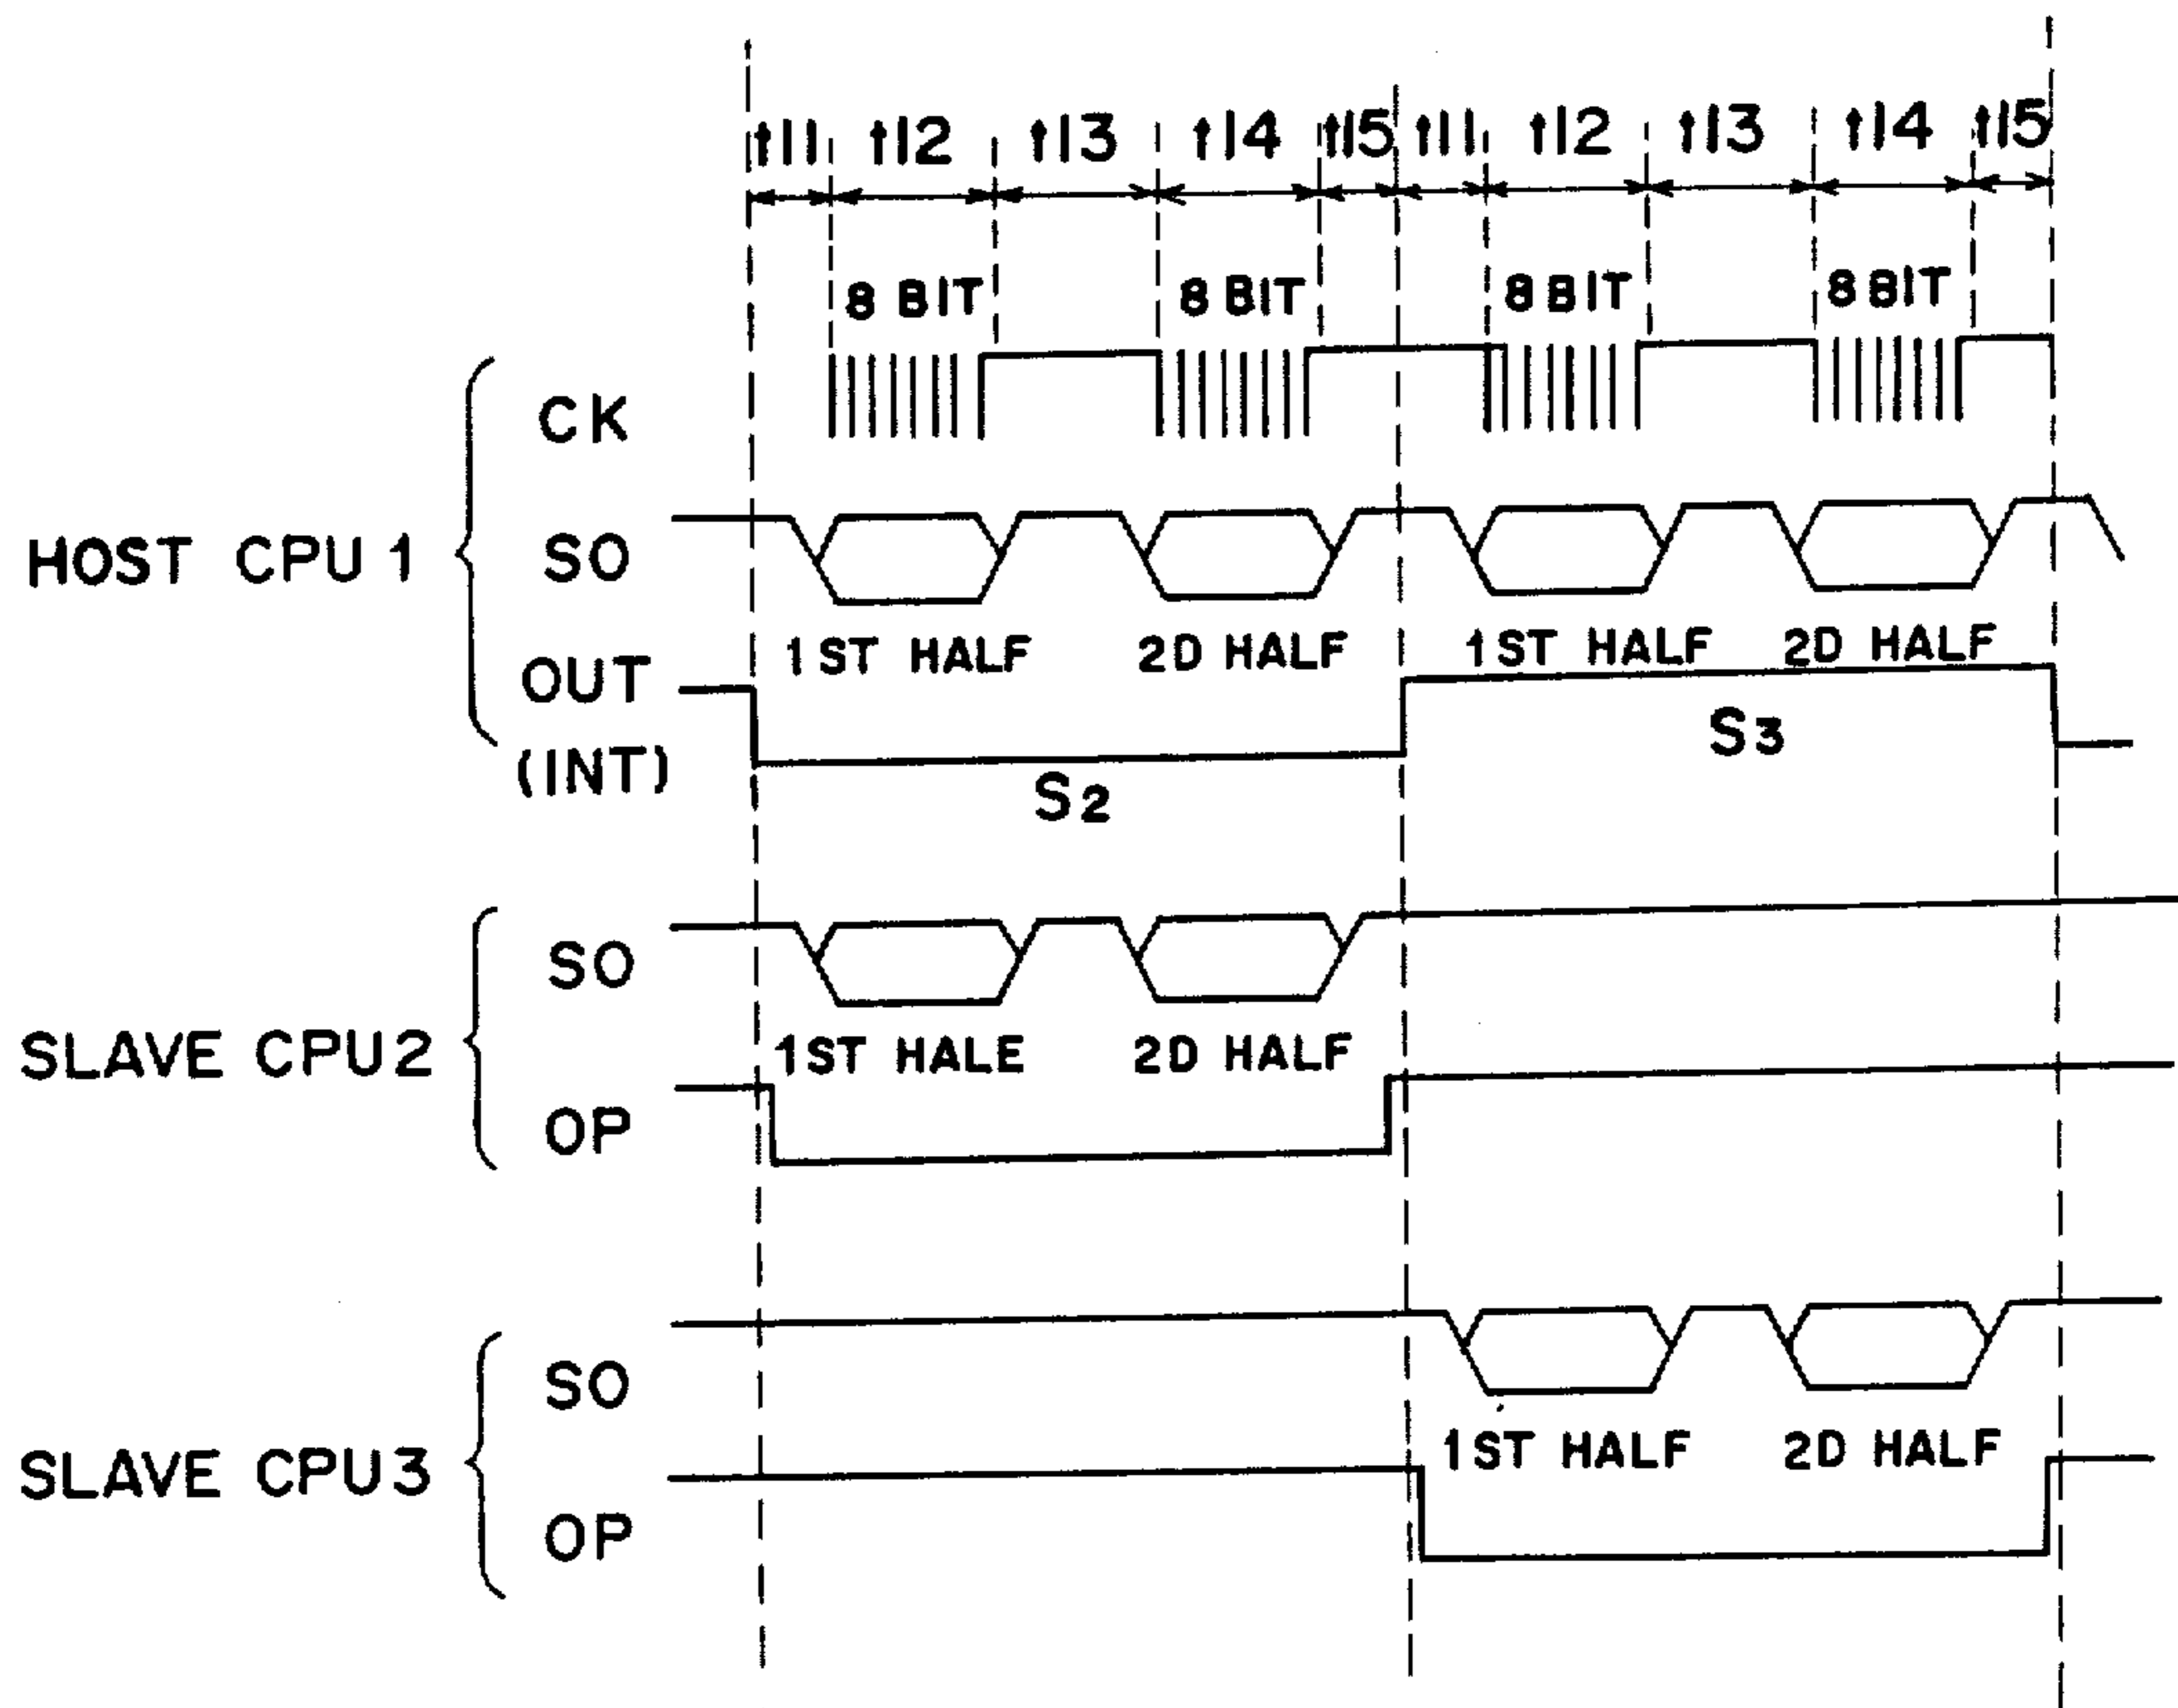 t11 t12 t13 t14 t15 t11 t12 t13 t14 t15
8 BIT 8 BIT 8 BIT 8 8IT
CK
HOST CPU 1
SO
1ST HALF 2D HALF 1ST HALF 2D HALF
OUT
(INT)
S2
S3
SO
SLAVE CPU2
1ST HALE 2D HALF
OP
SO
SLAVE CPU3
1ST HALF 2D HALF
OP